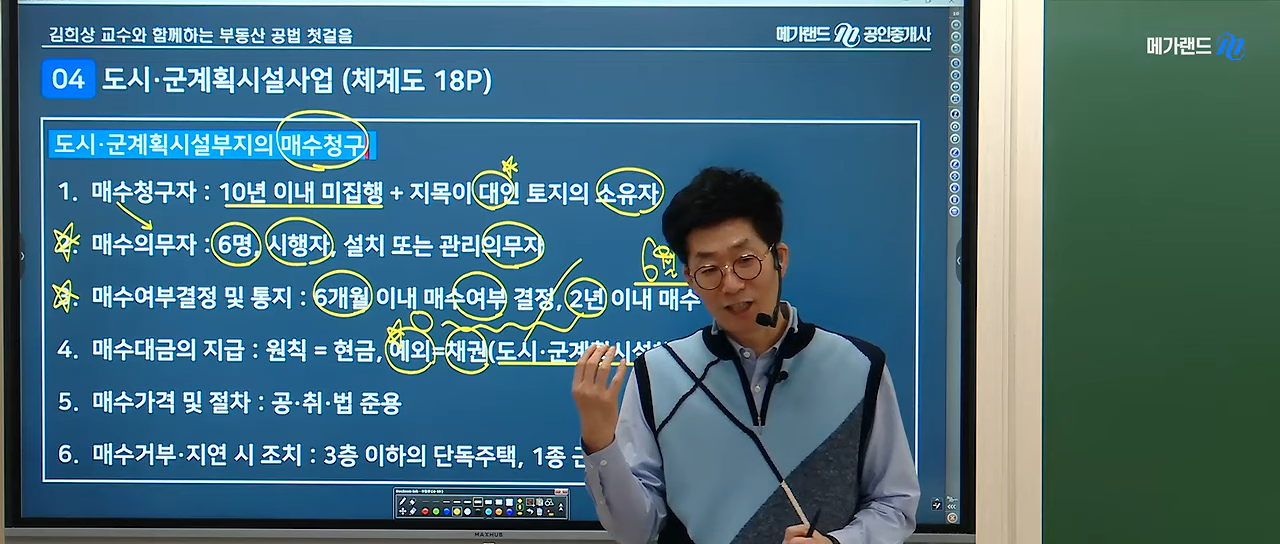 김희상 교수와 함께하는 부동산 공법 첫걸음
메가랜드 공인중개사
메가랜드
04 도시·군계획시설사업 (체계도 18P)
도시·군계획시설부지의 매수청구
1. 매수청구자 : 10년 이내 미집행 + 지목이 대인 토지의 소유자
2. 매수의무자 : 6명, 시행자, 설치 또는 관리의무자
6
3. 매수여부결정 및 통지 : 6개월 이내 매수여부 결정, 2년 이내 매수
4. 매수대금의 지급 : 원칙 = 현금, 예외=채권(도시·군계획시설
5. 매수가격 및 절차 : 공·취·법 준용
6. 매수거부·지연 시 조치 : 3층 이하의 단독주택, 1종
MAXHUB